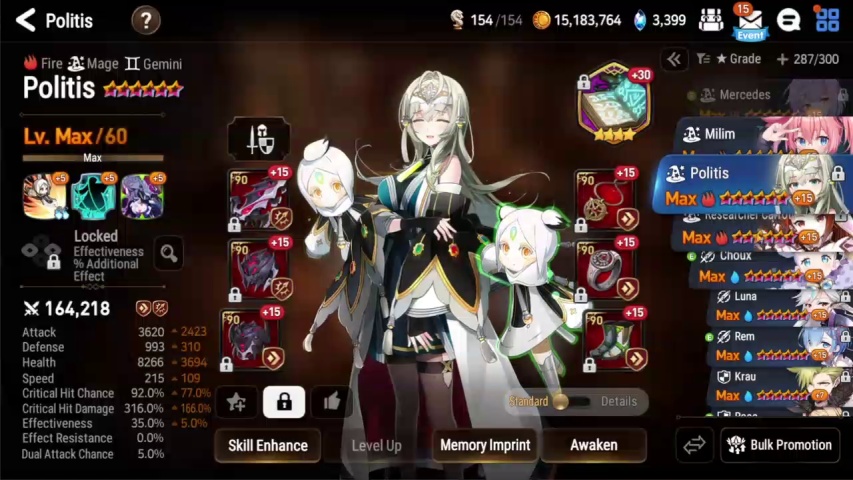 Politis
?
154/154
15,183,764
3,399
15
Event
Fire Mage Gemini
Politis
Lv. Max/60
Max
+5
+5
+5
Locked
Effectiveness
% Additional
Effect
164,218
Attack 3620 2423
Defense 993 310
Health 8266 3694
Speed 215 109
Critical Hit Chance 92.0% 77.0%
Critical Hit Damage 316.0% 166.0%
Effectiveness 35.0% 5.0%
Effect Resistance 0.0%
Dual Attack Chance 5.0%
90 +15
90 +15
90 +15
+30
+15
90 +15
90 +15
Standard Details
Skill Enhance
Level Up
Memory Imprint
Awaken
Grade
287/300
Mercedes
Milim
Politis
Max +15
Max +15
Choux
Max +15
Luna
+15
Rem
Max +15
Krau
Max +7
Bulk Promotion